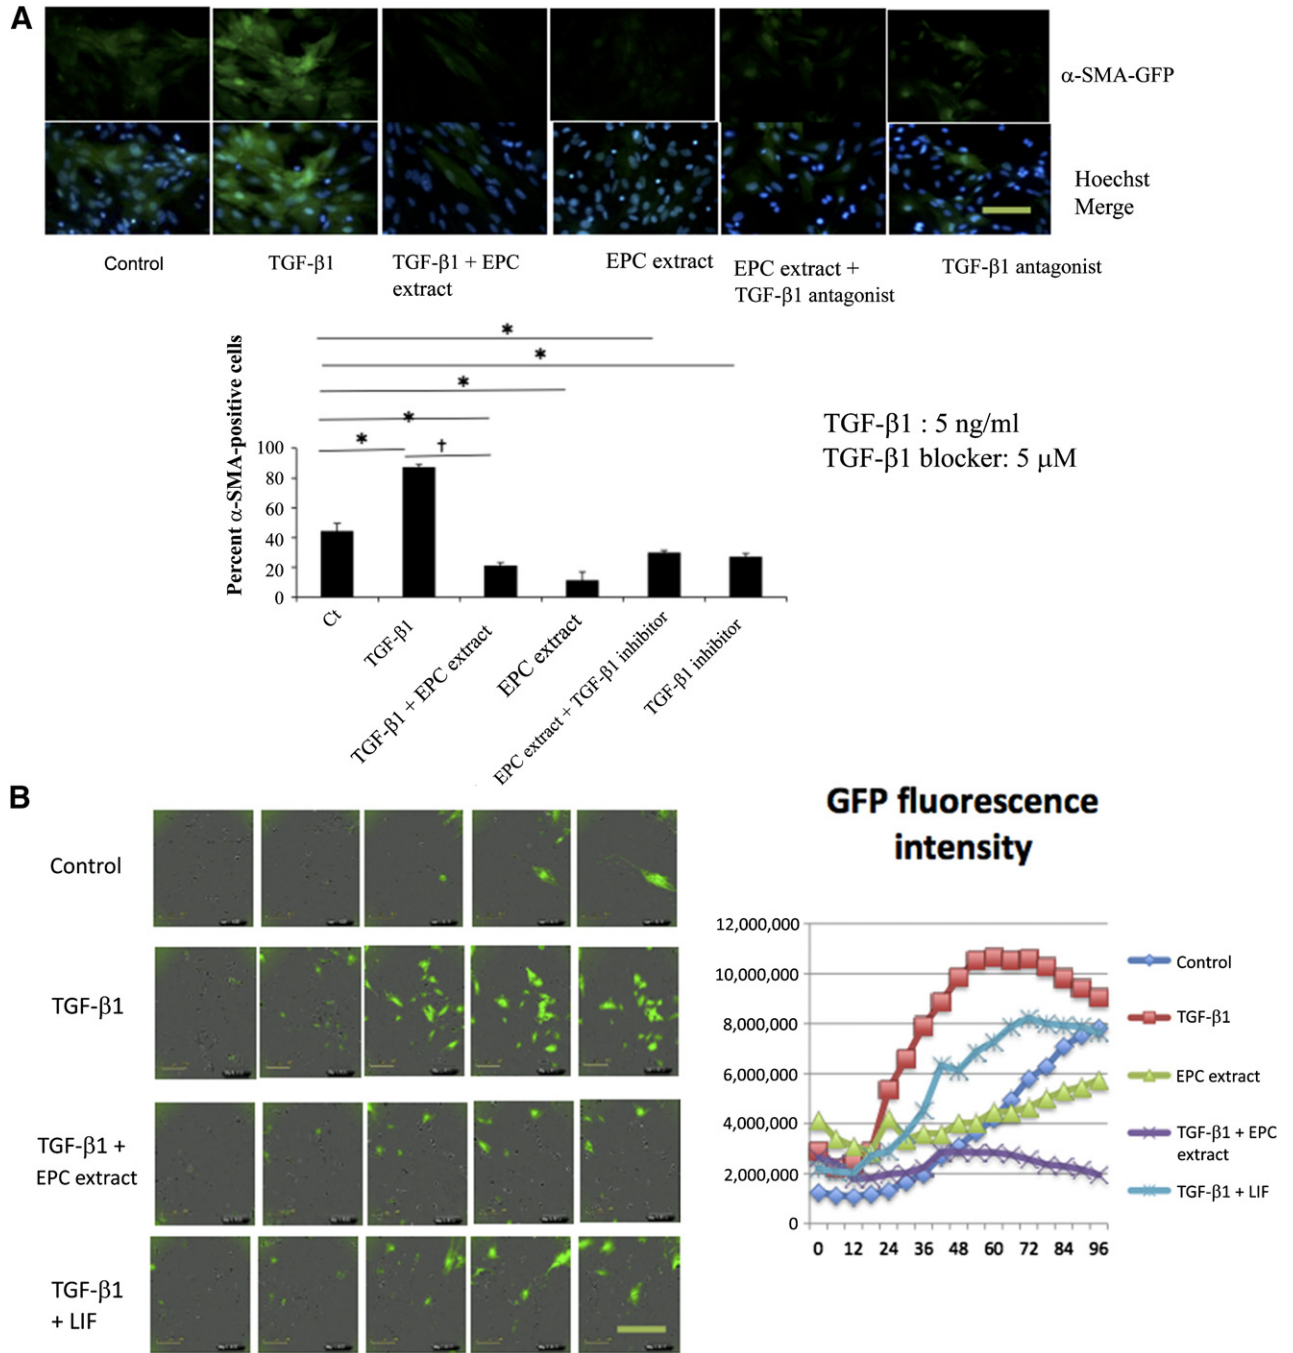 A
α-SMA-GFP
Hoechst
Merge
Control
TGF-β1
TGF-β1 + EPC
extract
EPC extract
EPC extract +
TGF-β1 antagonist
TGF-β1 antagonist
Percent α-SMA-positive cells
*
*
*
*
*
†
100
80
60
40
20
0
Ct
TGF-β1
TGF-β1 + EPC extract
EPC extract
EPC extract + TGF-β1 inhibitor
TGF-β1 inhibitor
TGF-β1 : 5 ng/ml
TGF-β1 blocker: 5 μM
B
Control
TGF-β1
TGF-β1 +
EPC extract
TGF-β1
+ LIF
GFP fluorescence
intensity
12,000,000
10,000,000
8,000,000
6,000,000
4,000,000
2,000,000
0
0 12 24 36 48 60 72 84 96
Control
TGF-β1
EPC extract
TGF-β1 + EPC
extract
TGF-β1 + LIF